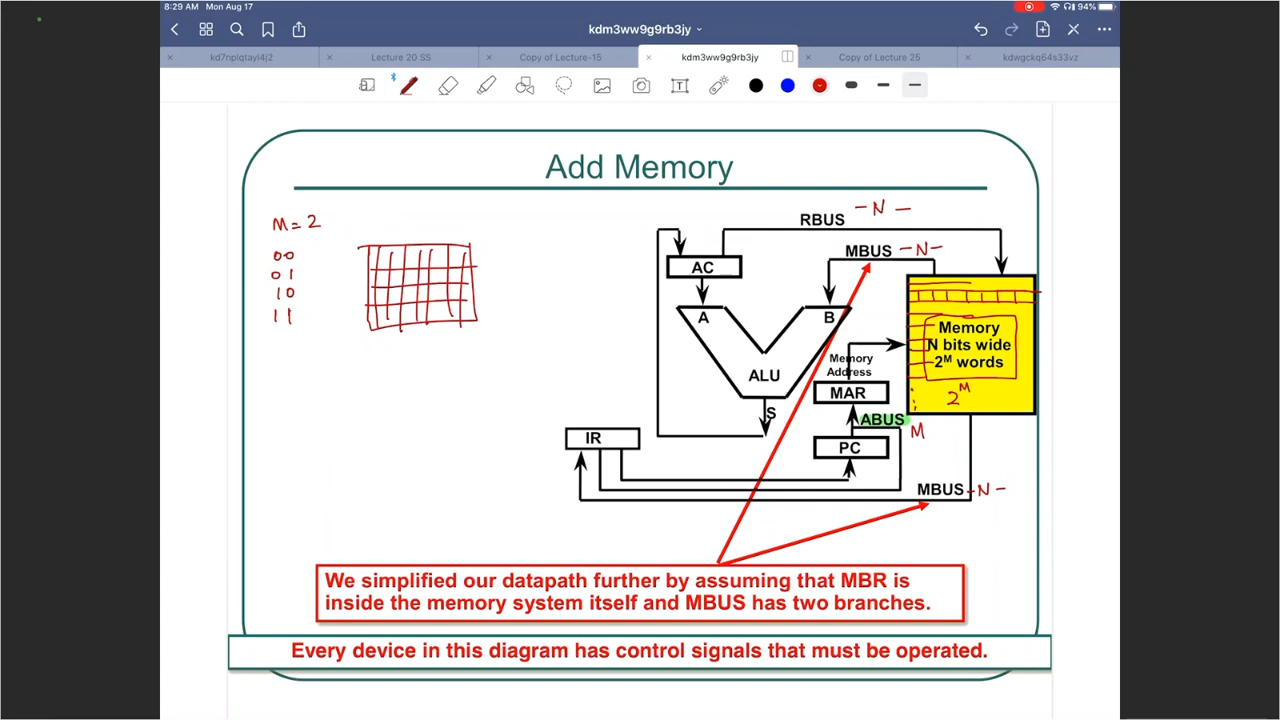 8:29 AM Mon Aug 17
94%
kdm3ww9g9rb3jy
kd7nplqtayl4j2
Lecture 20 SS
Copy of Lecture-15
kdm3ww9g9rb3jy
Copy of Lecture 25
kdwgckq64s33vz
T
Add Memory
M = 2
00
01
10
11
RBUS
- N -
MBUS
- N -
AC
A
B
Memory
N bits wide
2^M words
2^M
Memory
Address
ALU
MAR
S
ABUS
M
IR
PC
MBUS
- N -
We simplified our datapath further by assuming that MBR is
inside the memory system itself and MBUS has two branches.
Every device in this diagram has control signals that must be operated.